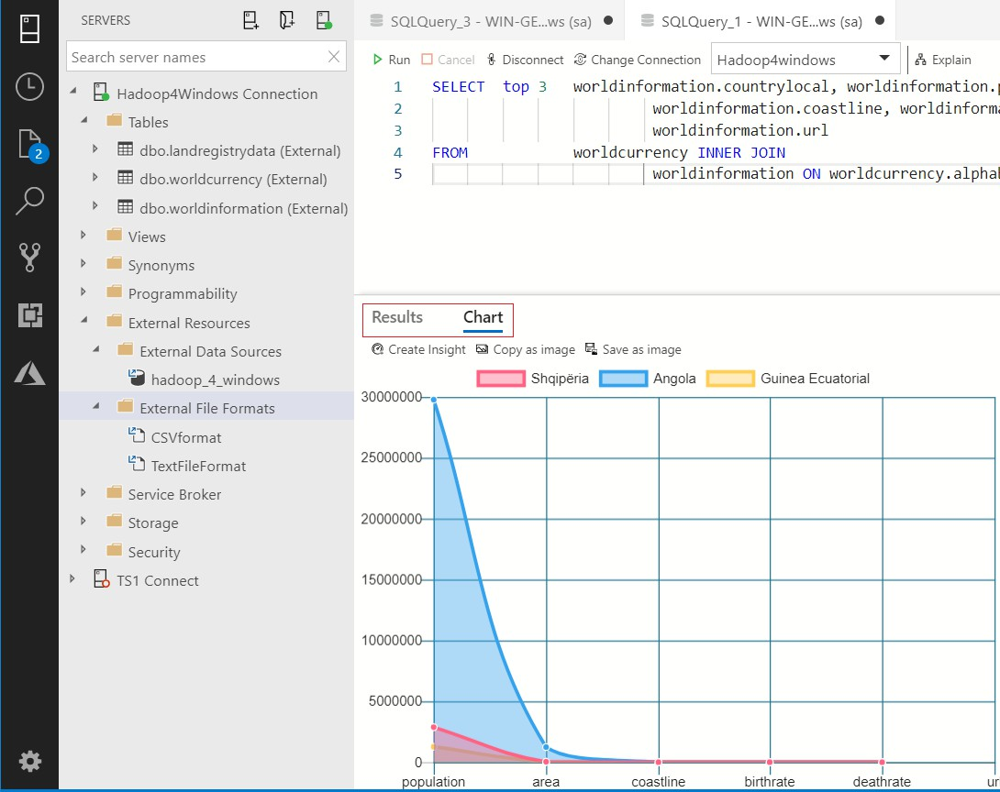 SERVERS
Search server names
Hadoop4Windows Connection
Tables
dbo.landregistrydata (External)
dbo.worldcurrency (External)
dbo.worldinformation (External)
Views
Synonyms
Programmability
External Resources
External Data Sources
hadoop_4_windows
External File Formats
CSVformat
TextFileFormat
Service Broker
Storage
Security
TS1 Connect
2
SQLQuery_3 - WIN-GE...ws (sa)
SQLQuery_1 - WIN-GE...ws (sa)
Run Cancel Disconnect Change Connection Hadoop4windows Explain
1 SELECT top 3 worldinformation.countrylocal, worldinformation.
2 worldinformation.coastline, worldinforma
3 worldinformation.url
4 FROM worldcurrency INNER JOIN
5 worldinformation ON worldcurrency.alphab
Results Chart
Create Insight Copy as image Save as image
Shqipëria Angola Guinea Ecuatorial
30000000
25000000
20000000
15000000
10000000
5000000
0
population area coastline birthrate deathrate ur